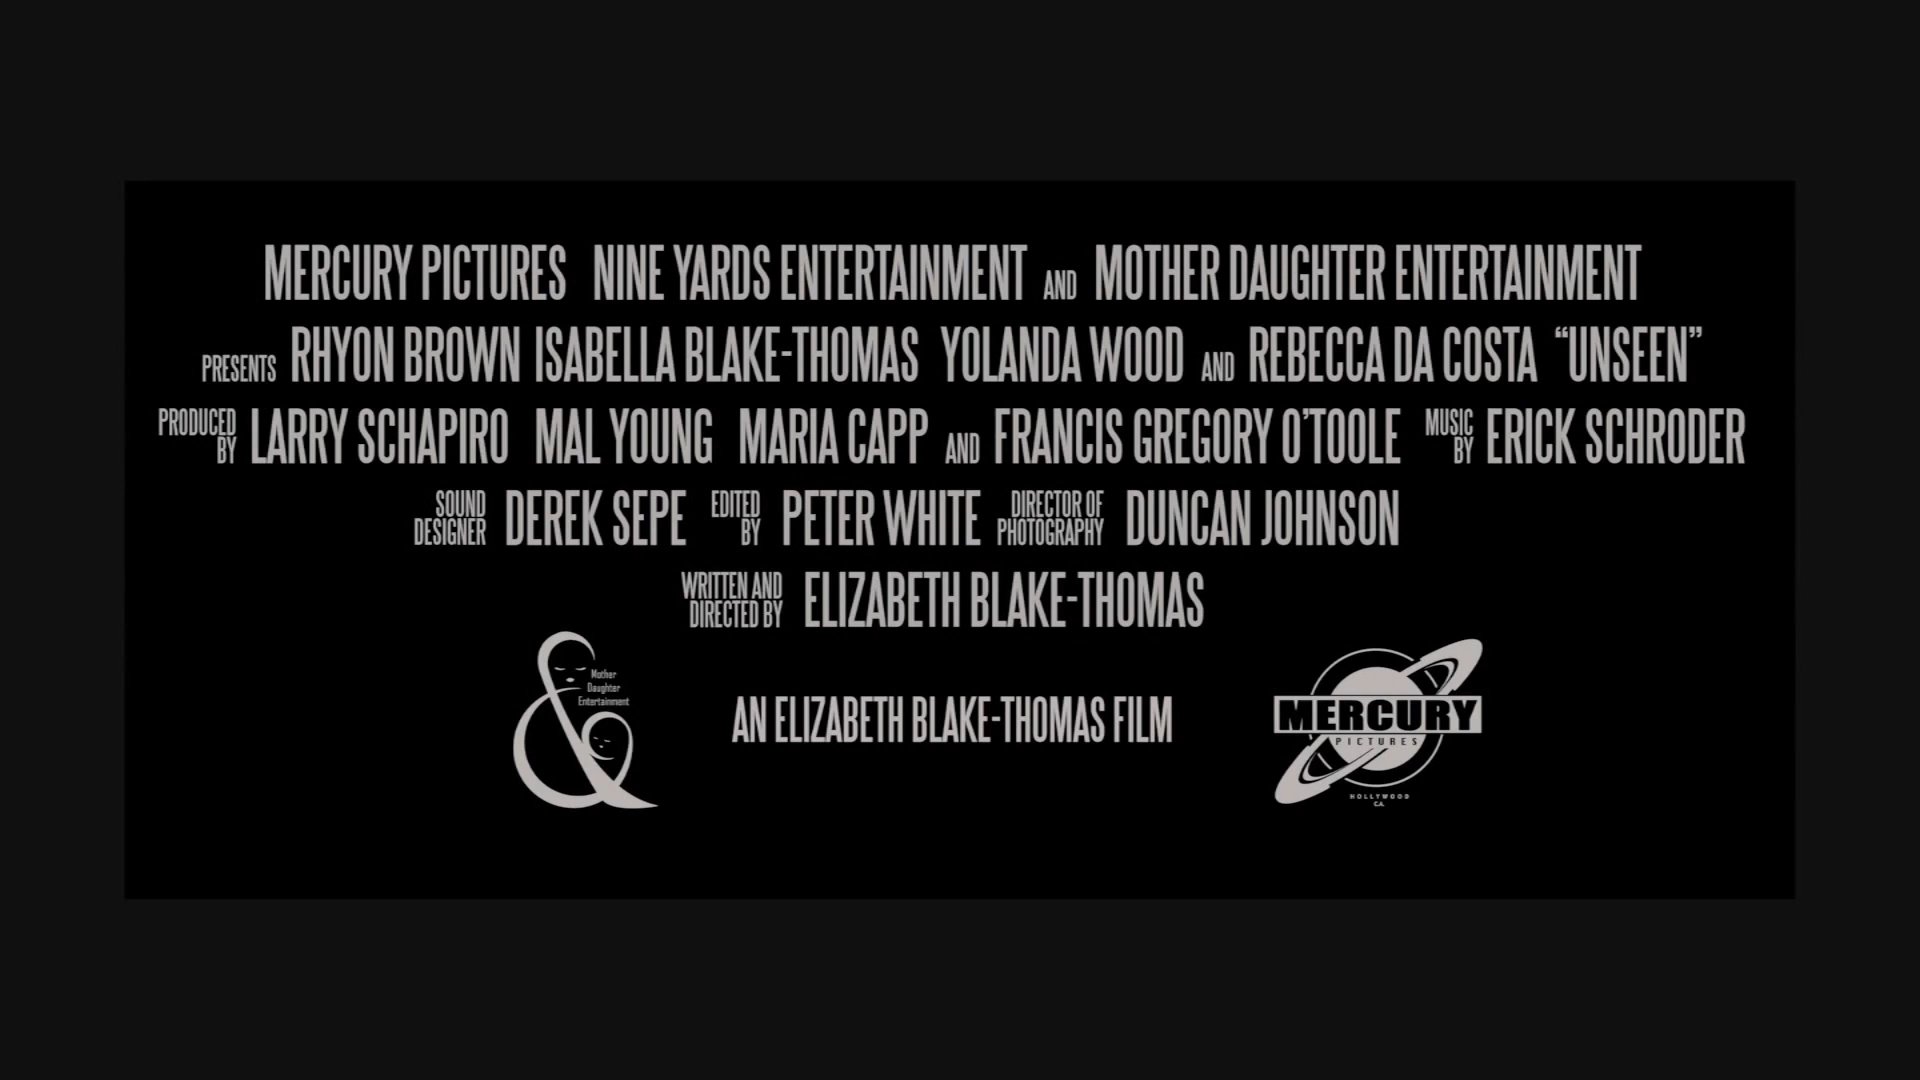 MERCURY PICTURES NINE YARDS ENTERTAINMENT AND MOTHER DAUGHTER ENTERTAINMENT
PRESENTS RHYON BROWN ISABELLA BLAKE-THOMAS YOLANDA WOOD AND REBECCA DA COSTA “UNSEEN”
PRODUCED BY LARRY SCHAPIRO MAL YOUNG MARIA CAPP AND FRANCIS GREGORY O’TOOLE MUSIC BY ERICK SCHRODER
SOUND DESIGNER DEREK SEPE EDITED BY PETER WHITE DIRECTOR OF PHOTOGRAPHY DUNCAN JOHNSON
WRITTEN AND DIRECTED BY ELIZABETH BLAKE-THOMAS
Mother
Daughter
Entertainment
AN ELIZABETH BLAKE-THOMAS FILM
MERCURY
PICTURES
HOLLYWOOD
CA.